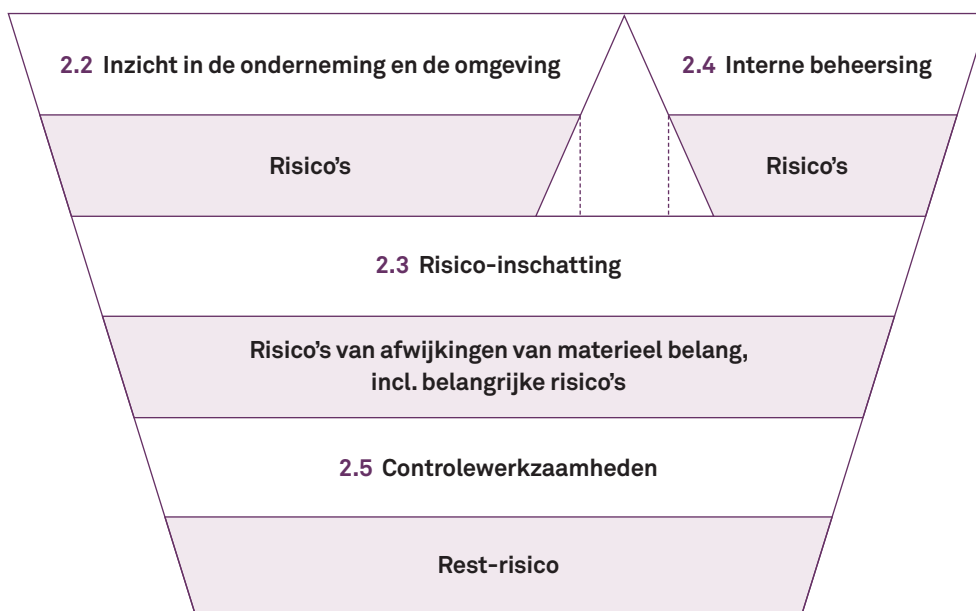 2.2 Inzicht in de onderneming en de omgeving
2.4 Interne beheersing
Risico’s
Risico’s
2.3 Risico-inschatting
Risico’s van afwijkingen van materieel belang,
incl. belangrijke risico’s
2.5 Controlewerkzaamheden
Rest-risico